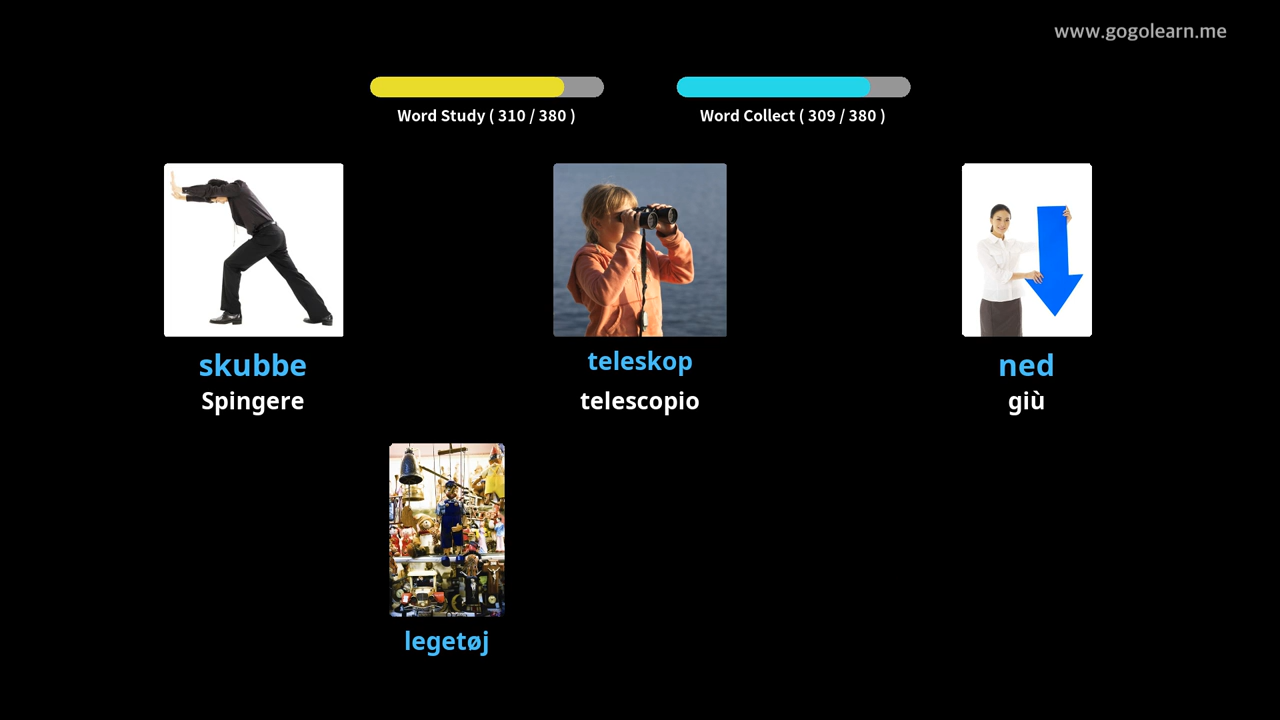 www.gogolearn.me
Word Study ( 310 / 380 )
Word Collect ( 309 / 380 )
skubbe
Spingere
teleskop
telescopio
ned
giù
legetøj